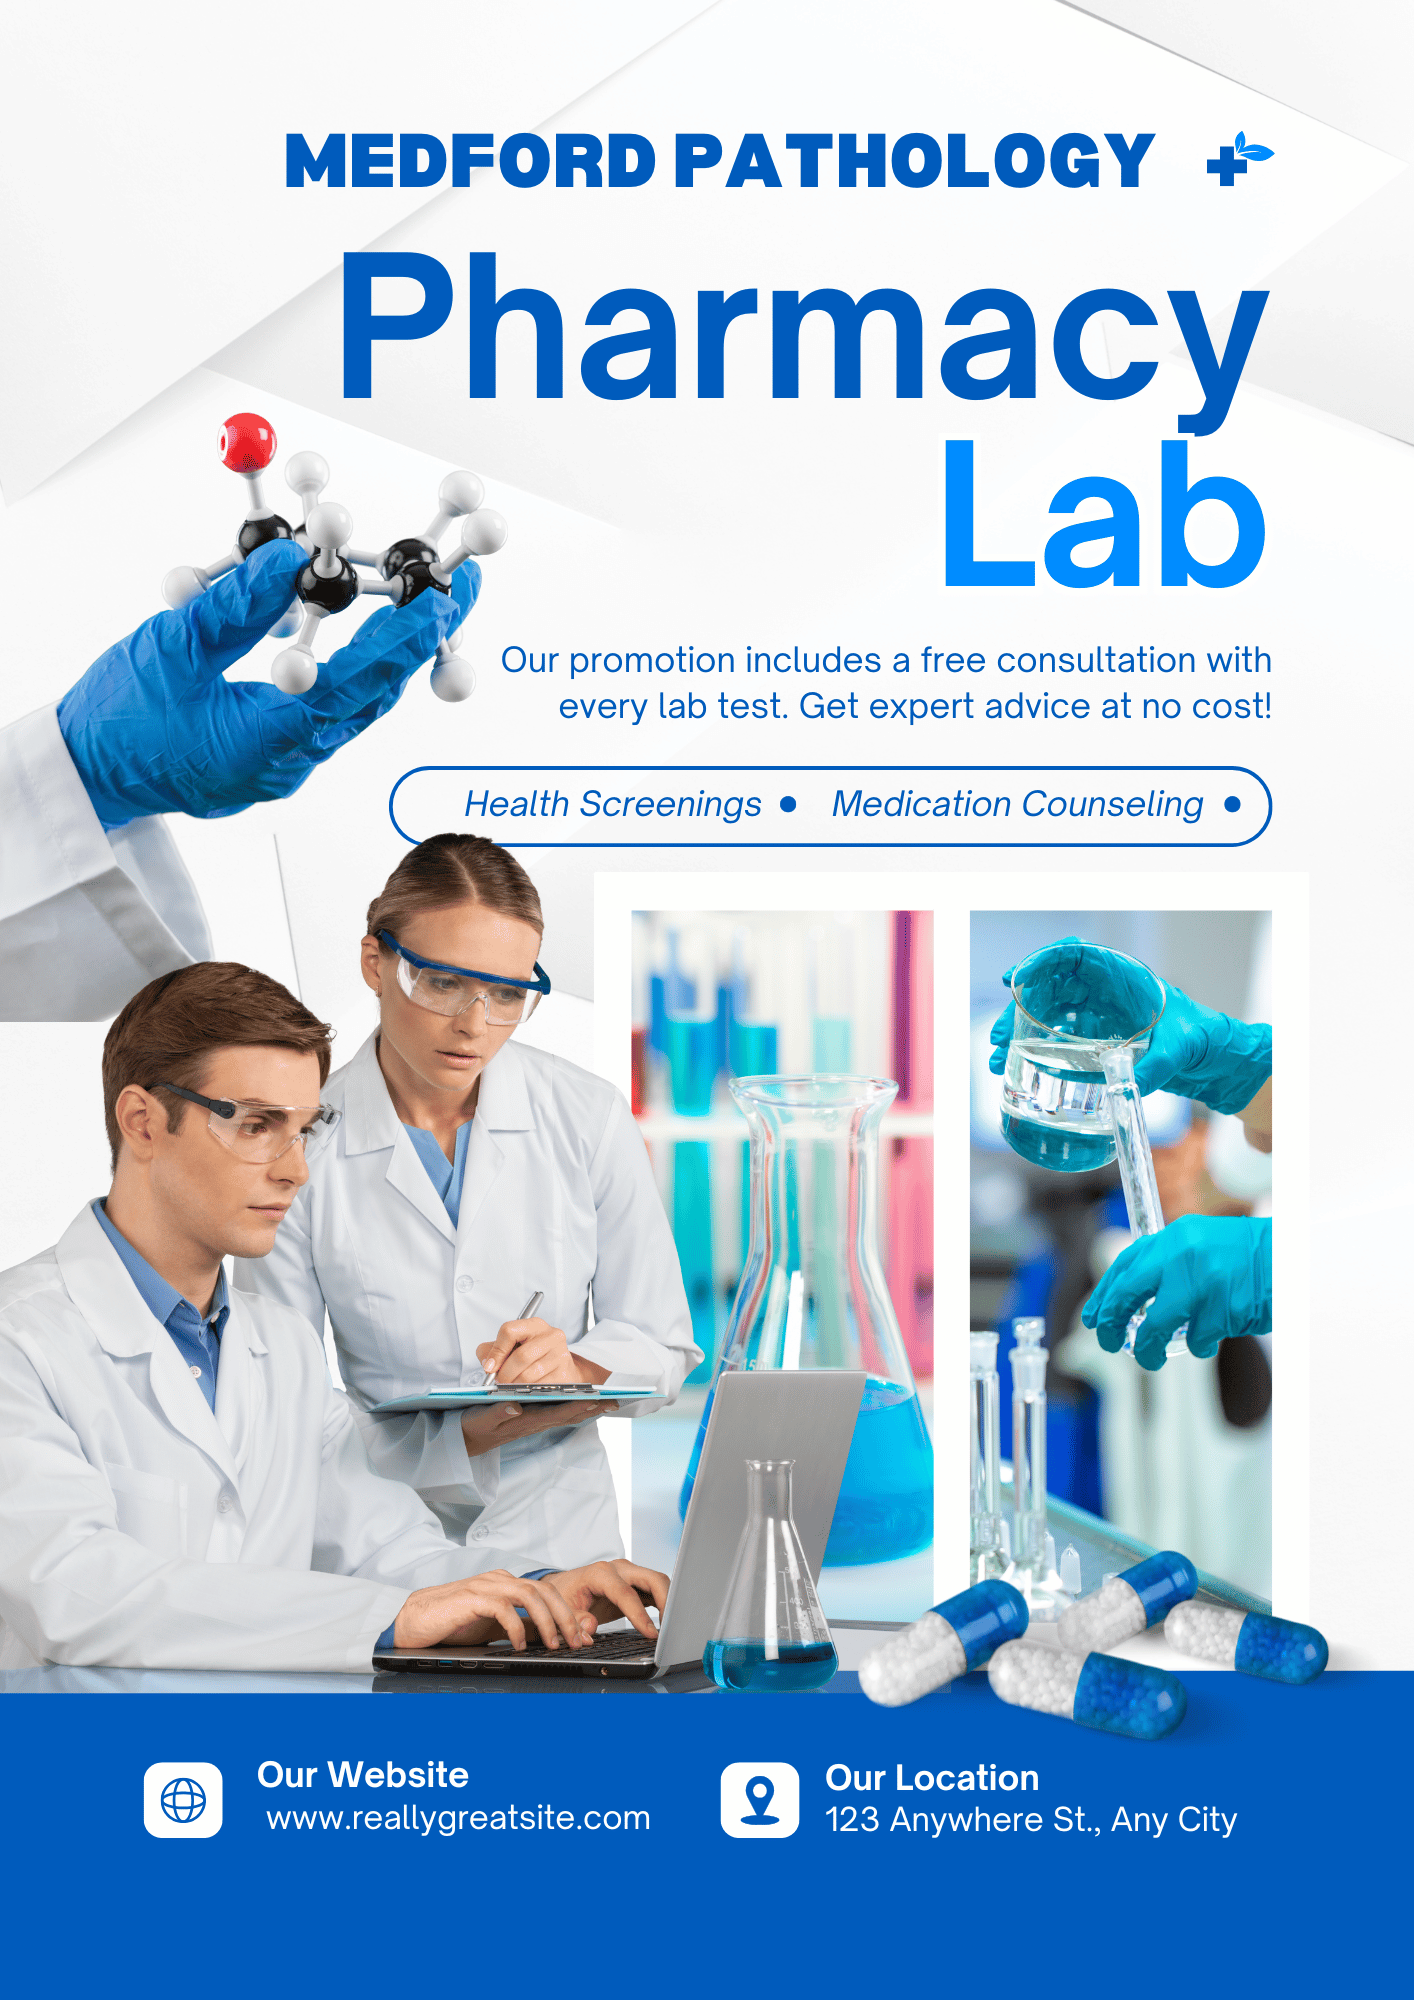 MEDFORD PATHOLOGY
Pharmacy
Lab
Our promotion includes a free consultation with
every lab test. Get expert advice at no cost!
Health Screenings • Medication Counseling •
Our Website
www.reallygreatsite.com
Our Location
123 Anywhere St., Any City